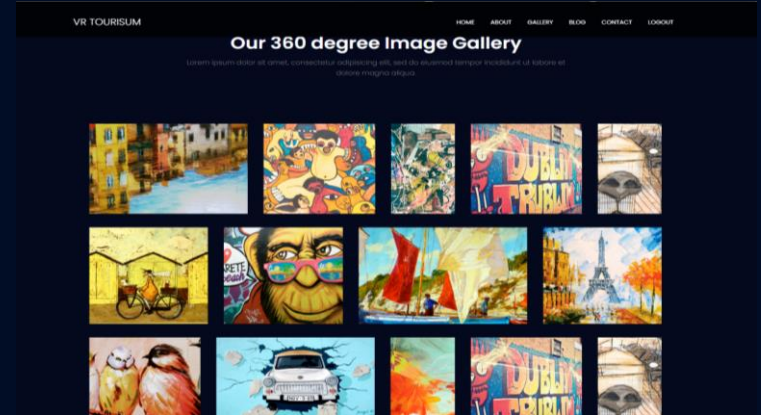 VR TOURISUM
HOME ABOUT GALLERY BLOG CONTACT LOGOUT
Our 360 degree Image Gallery
Lorem ipsum dolor sit amet, consectetur adipiscing elit, sed do eiusmod tempor incididunt ut labore et
dolore magna aliqua.
DUBLIN
TRUBLIN
DUBLIN